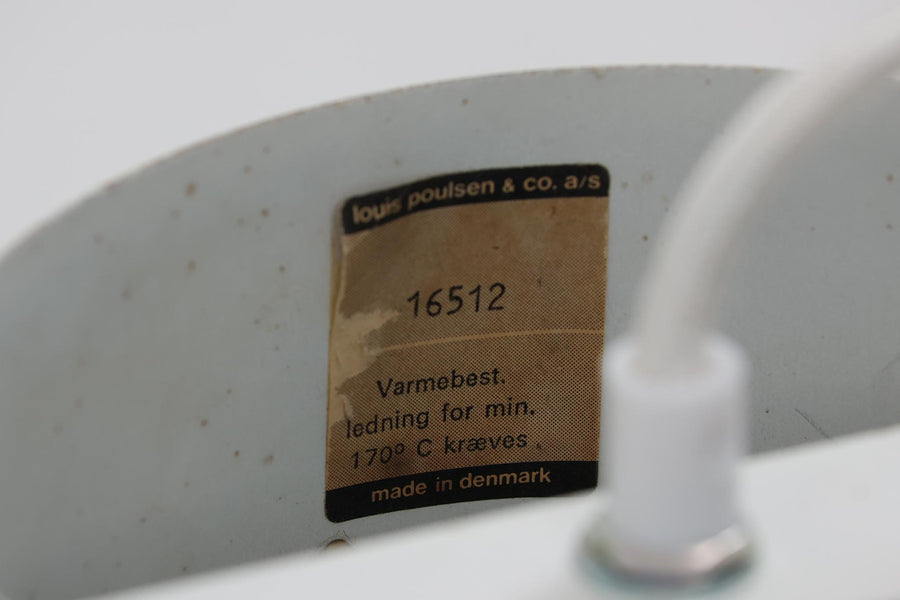 louis poulsen & co. a/s
16512
Varmebest.
ledning for min.
170º C kræves.
made in denmark